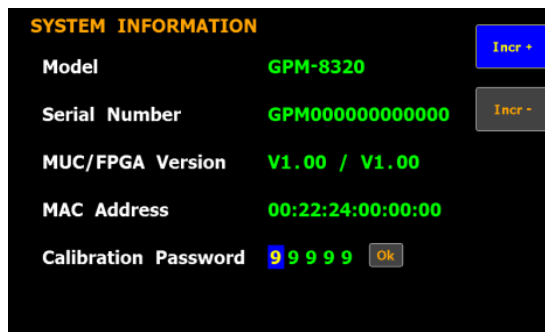 SYSTEM INFORMATION
Incr +
Model GPM-8320
Serial Number GPM000000000000
Incr -
MUC/FPGA Version V1.00 / V1.00
MAC Address 00:22:24:00:00:00
Calibration Password 9 9 9 9 9 Ok